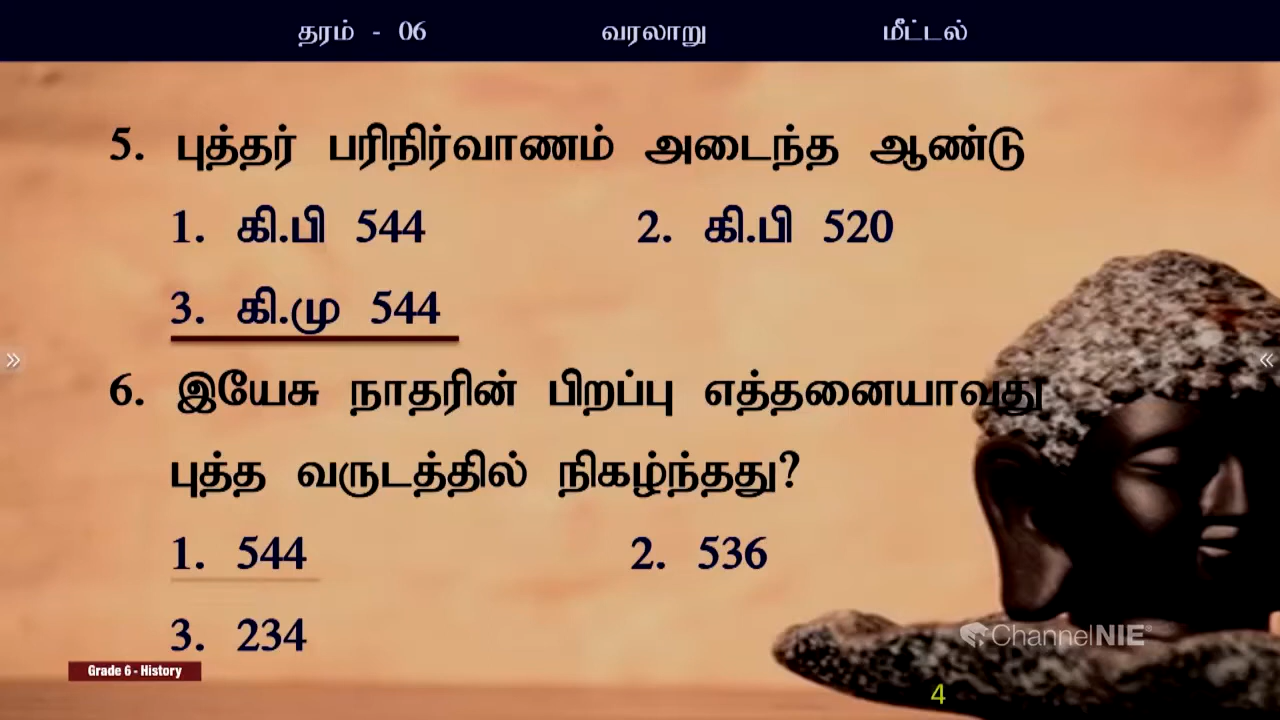 தரம் - 06 வரலாறு மீட்டல்
5. புத்தர் பரிநிர்வாணம் அடைந்த ஆண்டு
1. கி.பி 544 2. கி.பி 520
3. கி.மு 544
6. இயேசு நாதரின் பிறப்பு எத்தனையாவது
புத்த வருடத்தில் நிகழ்ந்தது?
1. 544 2. 536
3. 234
ChannelNIE
Grade 6 - History
4